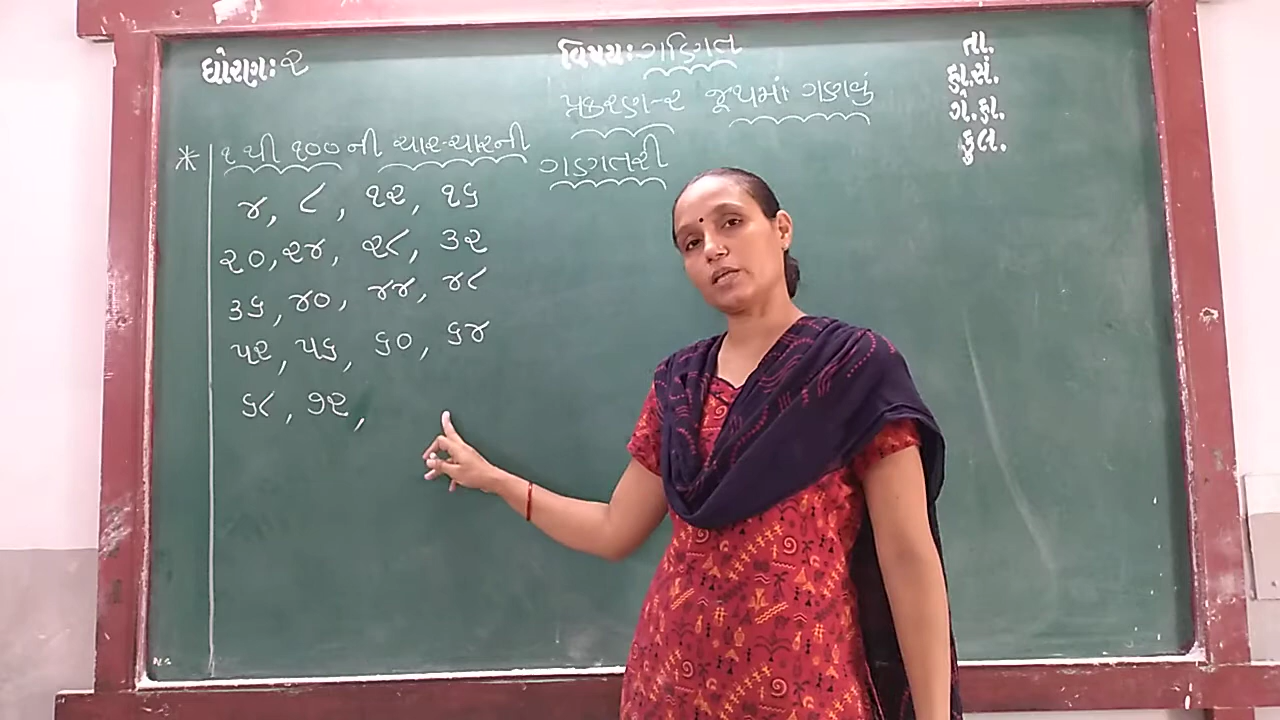 ધોરણ: ૨
વિષય: ગણિત
તા.
હા.સં.
ગે.હા.
કુલ.
પ્રકરણ-૨ જૂથમાં ગણવું
* ૧ થી ૧૦૦ ની ચાર-ચારની ગણતરી
૪, ૮, ૧૨, ૧૬
૨૦, ૨૪, ૨૮, ૩૨
૩૬, ૪૦, ૪૪, ૪૮
૫૨, ૫૬, ૬૦, ૬૪
૬૮, ૭૨,